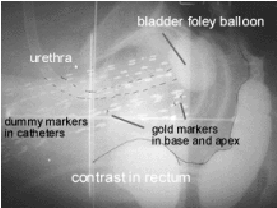 bladder foley balloon
urethra
dummy markers
in catheters
gold markers
in base and apex
contrast in rectum